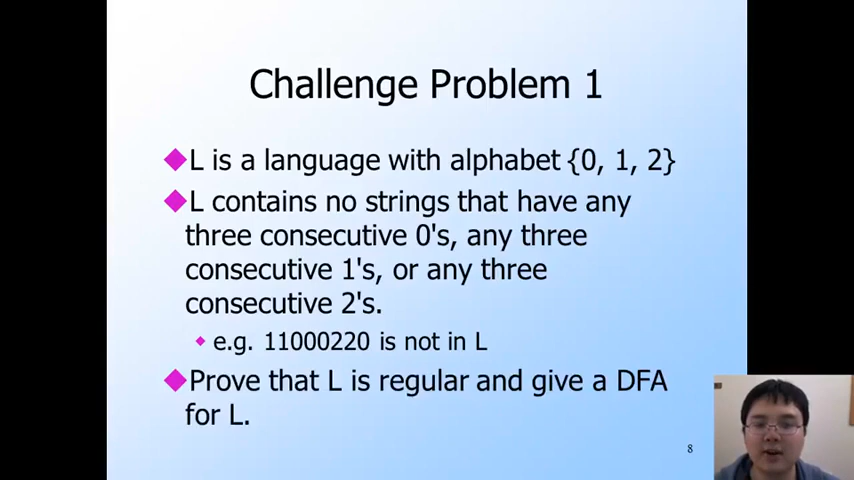 Challenge Problem 1
L is a language with alphabet {0, 1, 2}
L contains no strings that have any
three consecutive 0's, any three
consecutive 1's, or any three
consecutive 2's.
e.g. 11000220 is not in L
Prove that L is regular and give a DFA
for L.
8